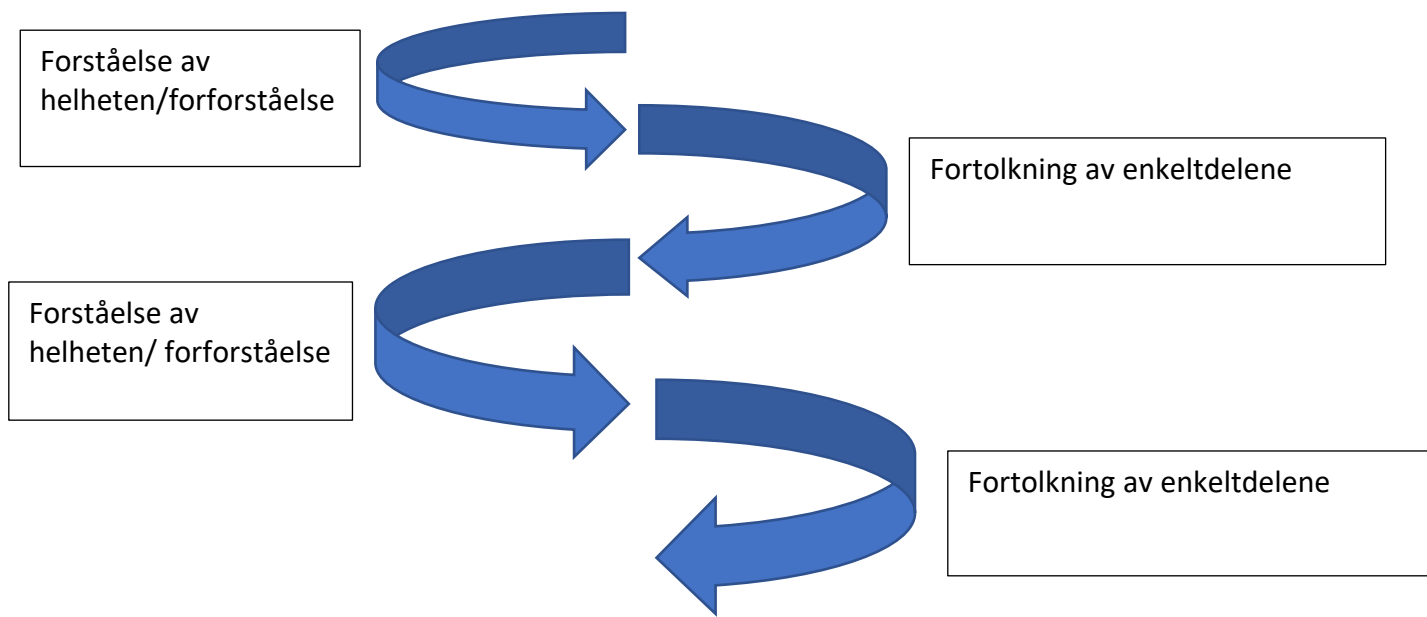 Forståelse av
helheten/forforståelse
Fortolkning av enkeltdelene
Forståelse av
helheten/ forforståelse
Fortolkning av enkeltdelene